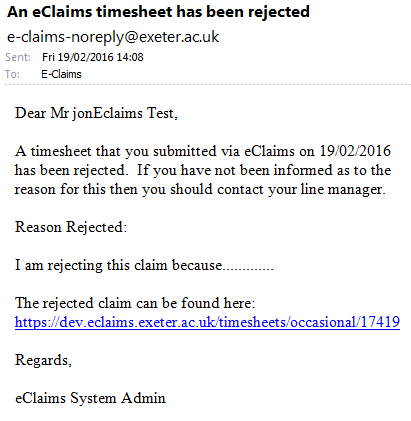 An eClaims timesheet has been rejected
e-claims-noreply@exeter.ac.uk
Sent: Fri 19/02/2016 14:08
To: E-Claims
Dear Mr jonEclaims Test,
A timesheet that you submitted via eClaims on 19/02/2016
has been rejected.  If you have not been informed as to the
reason for this then you should contact your line manager.
Reason Rejected:
I am rejecting this claim because.............
The rejected claim can be found here:
https://dev.eclaims.exeter.ac.uk/timesheets/occasional/17419
Regards,
eClaims System Admin